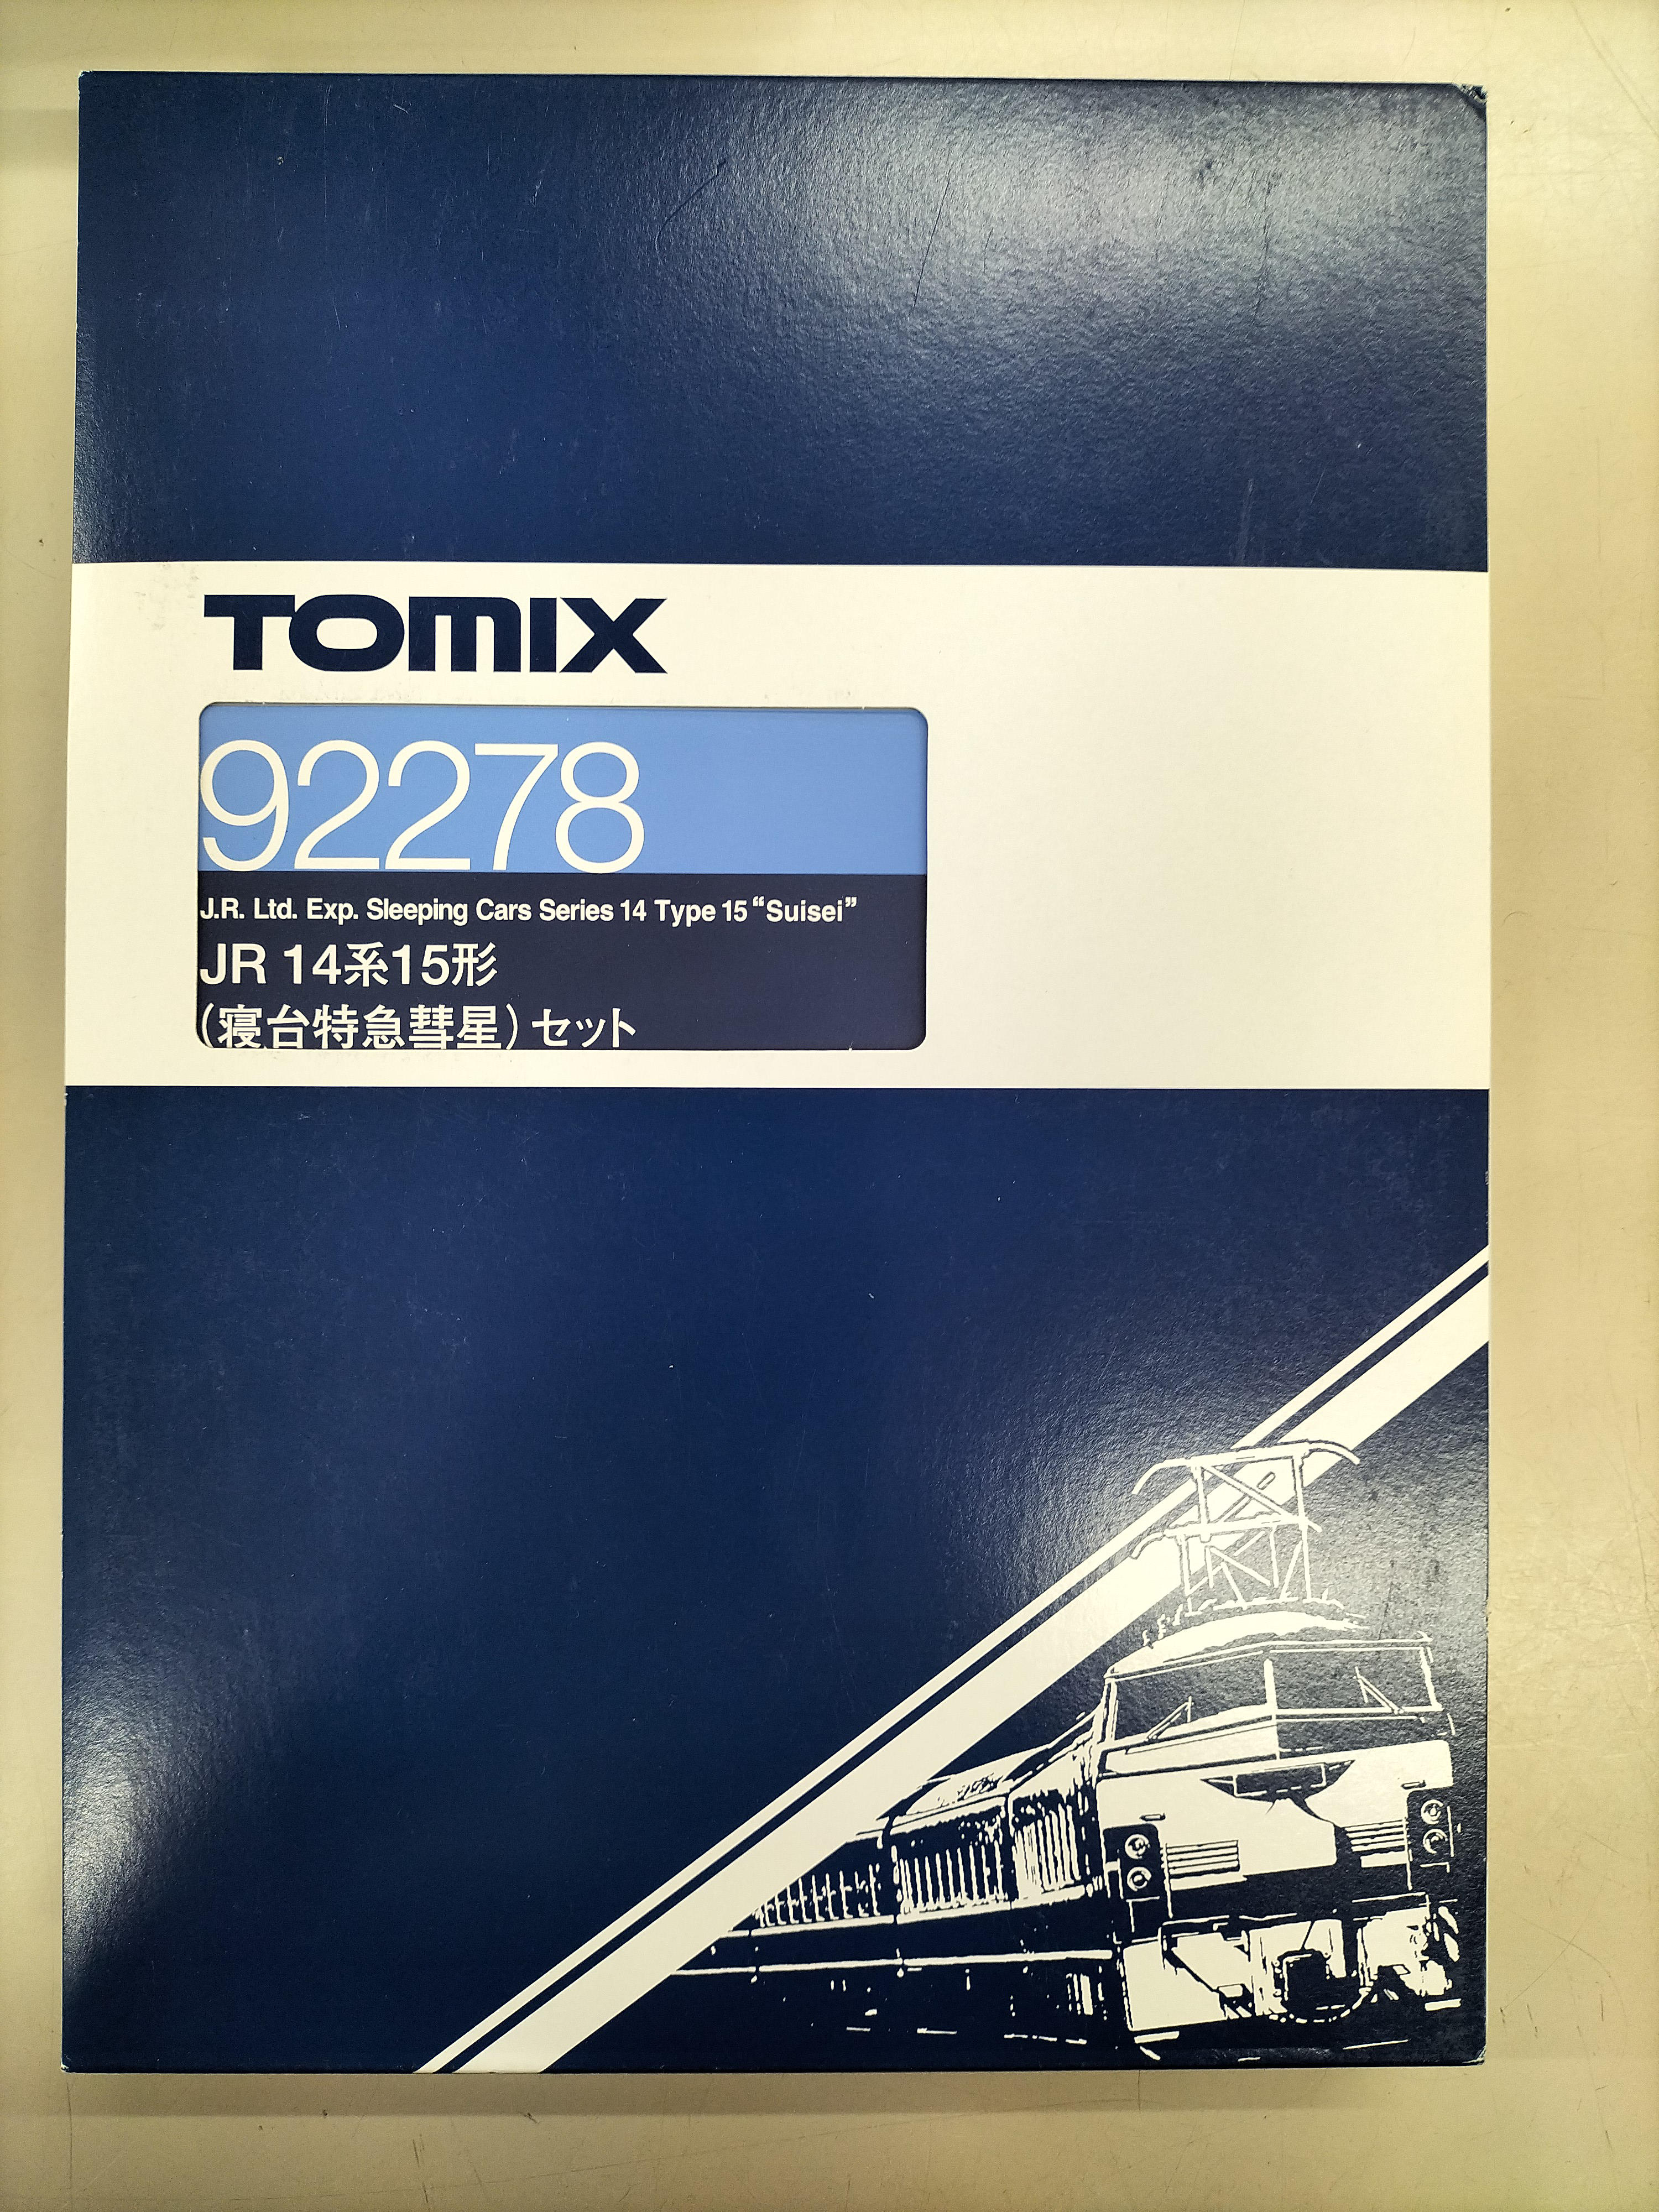 TOMIX
92278
J.R. Ltd. Exp. Sleeping Cars Series 14 Type 15 “Suisei”
JR 14系15形
(寝台特急彗星) セット